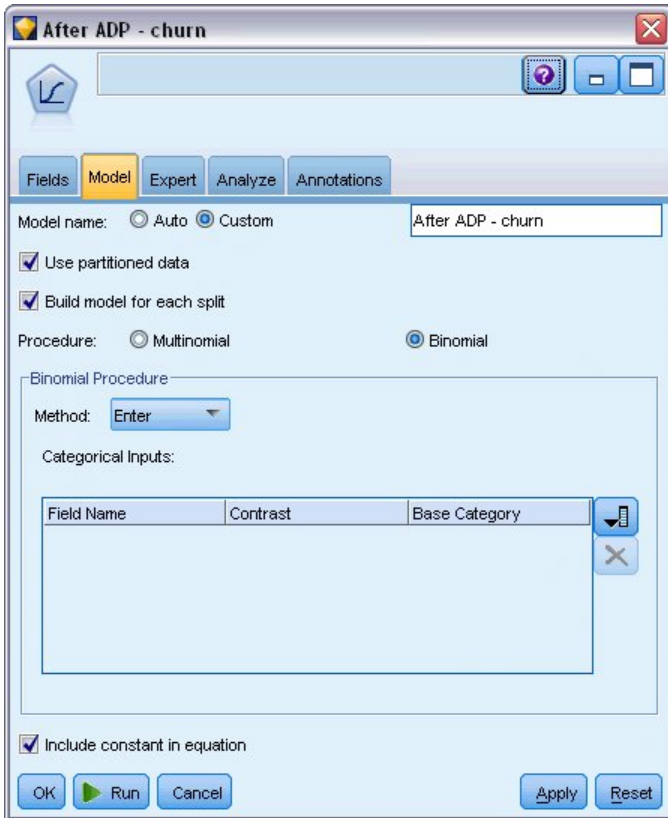 After ADP - churn
Fields Model Expert Analyze Annotations
Model name: Auto Custom After ADP - churn
Use partitioned data
Build model for each split
Procedure: Multinomial Binomial
Binomial Procedure
Method: Enter
Categorical Inputs:
Field Name Contrast Base Category
Include constant in equation
OK Run Cancel Apply Reset